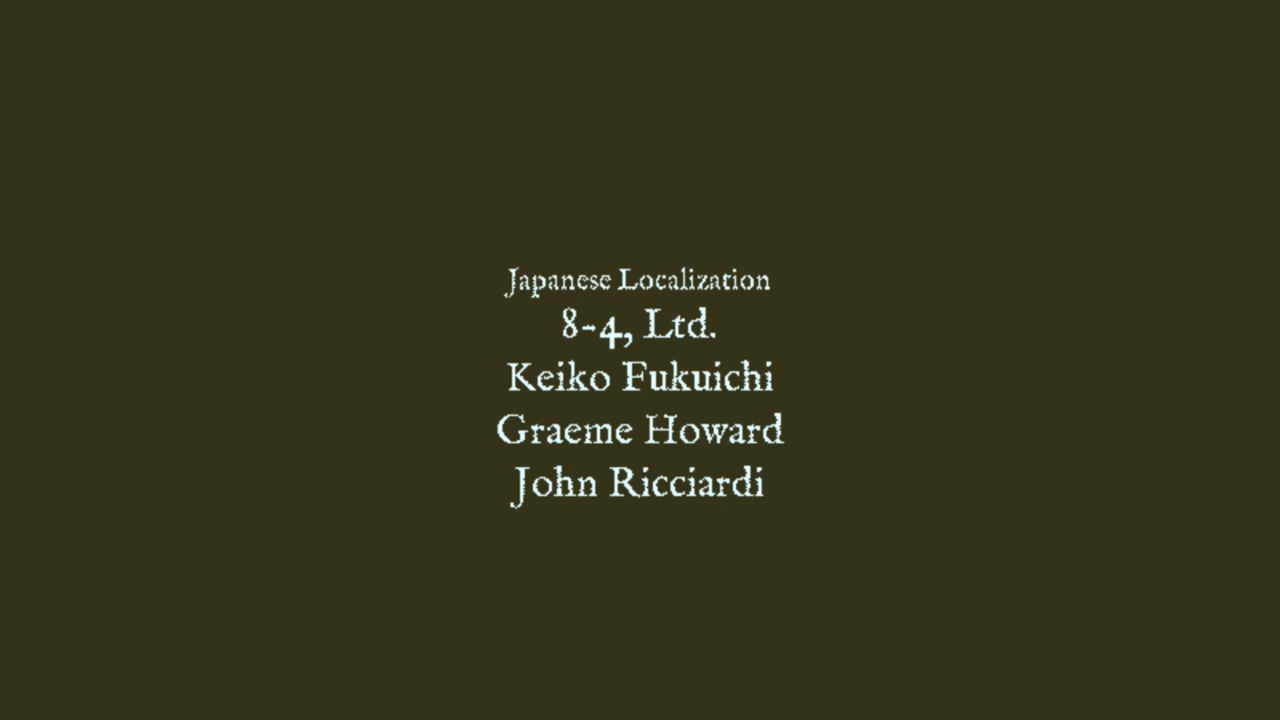 Japanese Localization
8-4, Ltd.
Keiko Fukuichi
Graeme Howard
John Ricciardi